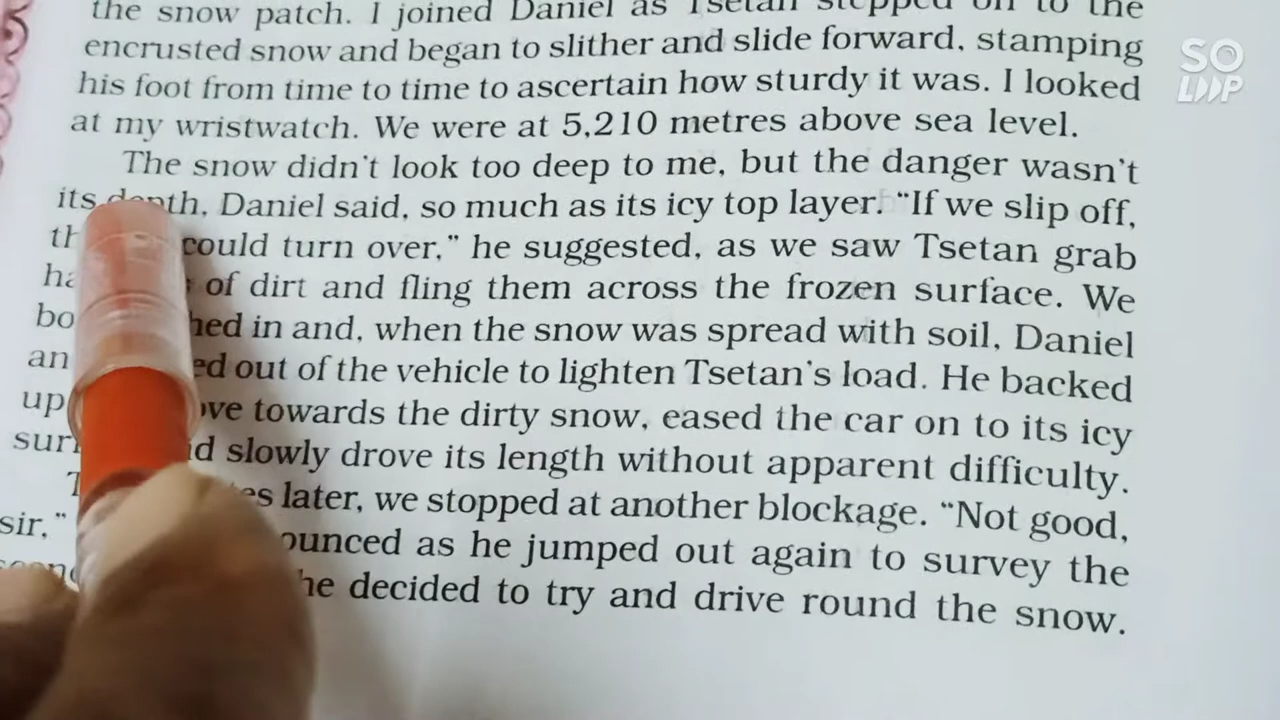 the snow patch. I joined Daniel as Tsetan stepped on to the
encrusted snow and began to slither and slide forward, stamping
his foot from time to time to ascertain how sturdy it was. I looked
at my wristwatch. We were at 5,210 metres above sea level.
The snow didn't look too deep to me, but the danger wasn't
its depth, Daniel said, so much as its icy top layer. “If we slip off,
could turn over,” he suggested, as we saw Tsetan grab
of dirt and fling them across the frozen surface. We
in and, when the snow was spread with soil, Daniel
out of the vehicle to lighten Tsetan's load. He backed
up towards the dirty snow, eased the car on to its icy
slowly drove its length without apparent difficulty.
later, we stopped at another blockage. “Not good,
sir,” as he jumped out again to survey the
he decided to try and drive round the snow.
SO
LOOP